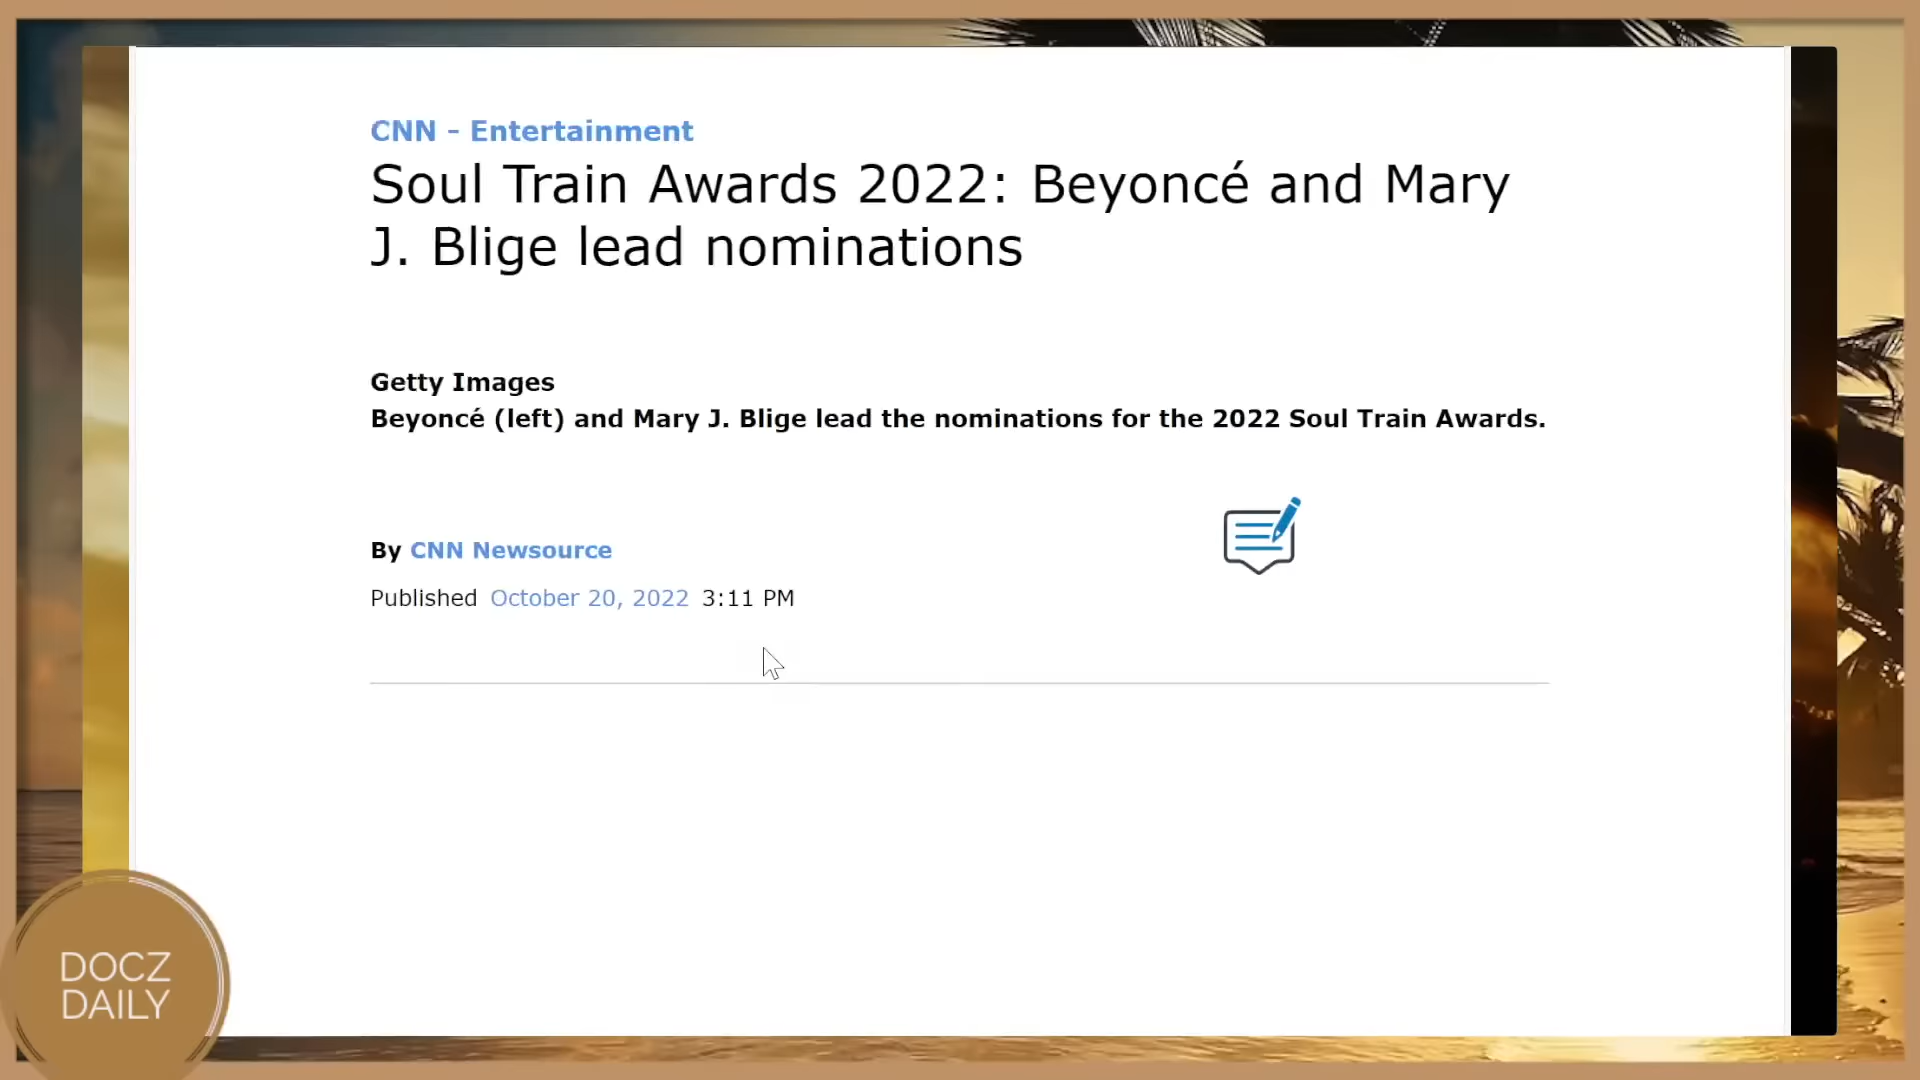 CNN - Entertainment
Soul Train Awards 2022: Beyoncé and Mary
J. Blige lead nominations
Getty Images
Beyoncé (left) and Mary J. Blige lead the nominations for the 2022 Soul Train Awards.
By CNN Newsource
Published October 20, 2022 3:11 PM
DOCZ
DAILY